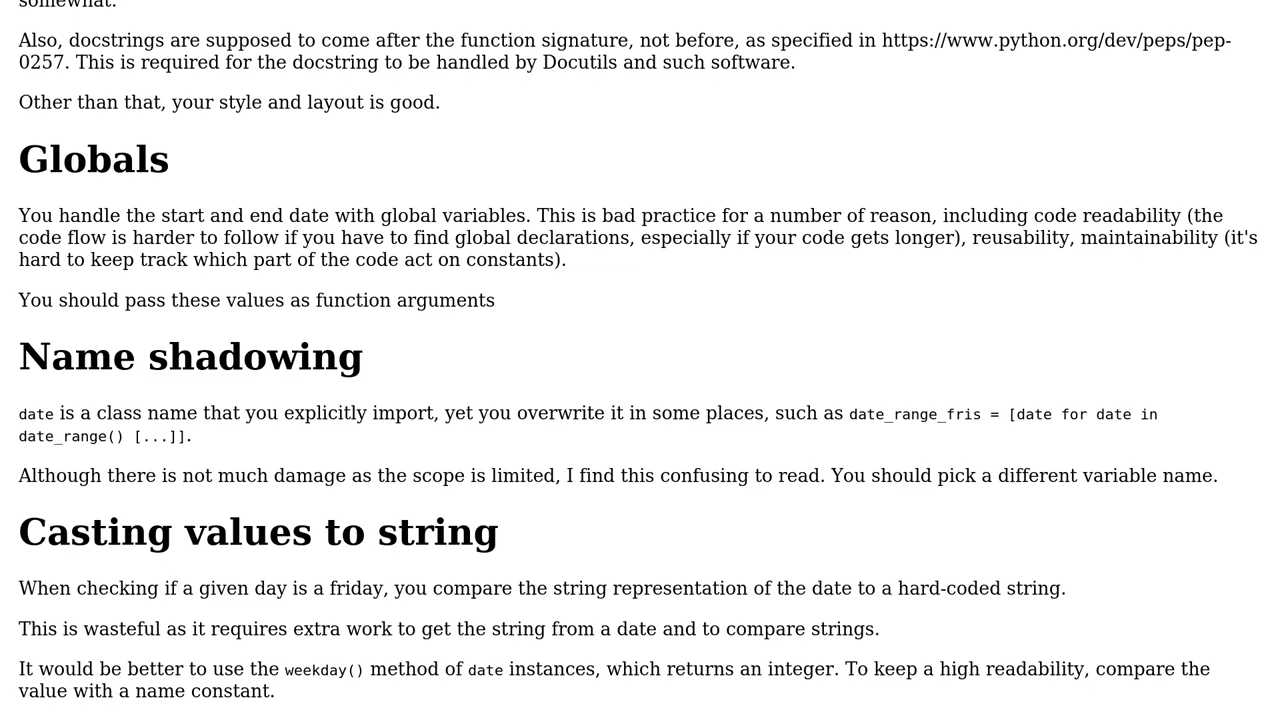 somewhat.
Also, docstrings are supposed to come after the function signature, not before, as specified in https://www.python.org/dev/peps/pep-
0257. This is required for the docstring to be handled by Docutils and such software.
Other than that, your style and layout is good.
Globals
You handle the start and end date with global variables. This is bad practice for a number of reason, including code readability (the
code flow is harder to follow if you have to find global declarations, especially if your code gets longer), reusability, maintainability (it's
hard to keep track which part of the code act on constants).
You should pass these values as function arguments
Name shadowing
date is a class name that you explicitly import, yet you overwrite it in some places, such as date_range_fris = [date for date in
date_range() [...]].
Although there is not much damage as the scope is limited, I find this confusing to read. You should pick a different variable name.
Casting values to string
When checking if a given day is a friday, you compare the string representation of the date to a hard-coded string.
This is wasteful as it requires extra work to get the string from a date and to compare strings.
It would be better to use the weekday() method of date instances, which returns an integer. To keep a high readability, compare the
value with a name constant.